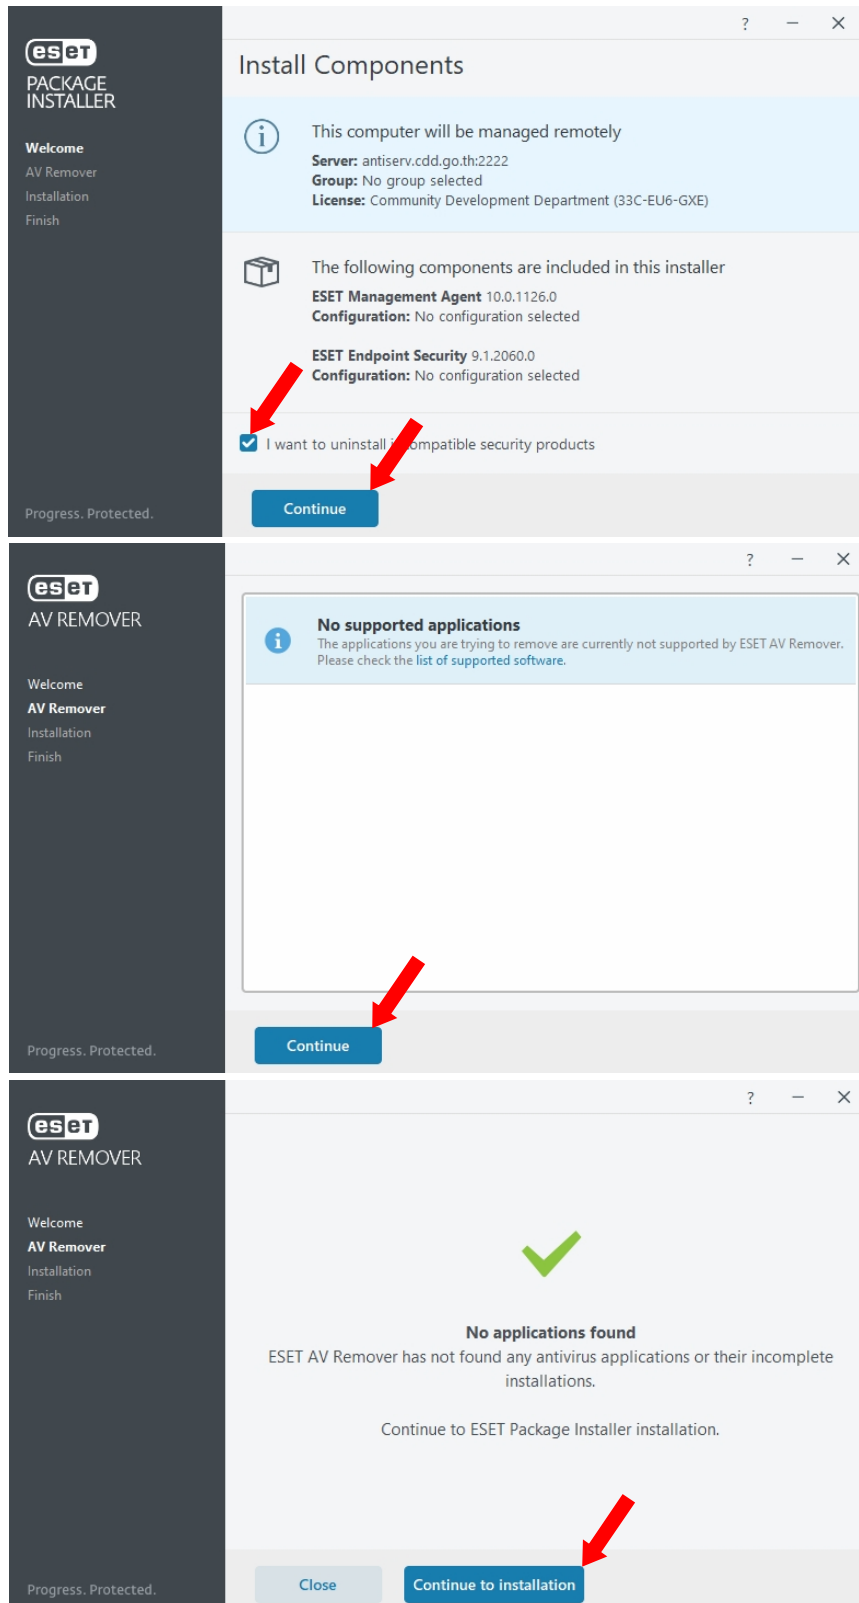 ?
eset
PACKAGE
INSTALLER
Welcome
AV Remover
Installation
Finish
Progress. Protected.
Install Components
This computer will be managed remotely
Server: antiserv.cdd.go.th:2222
Group: No group selected
License: Community Development Department (33C-EU6-GXE)
The following components are included in this installer
ESET Management Agent 10.0.1126.0
Configuration: No configuration selected
ESET Endpoint Security 9.1.2060.0
Configuration: No configuration selected
I want to uninstall incompatible security products
Continue
?
eset
AV REMOVER
Welcome
AV Remover
Installation
Finish
Progress. Protected.
No supported applications
The applications you are trying to remove are currently not supported by ESET AV Remover.
Please check the list of supported software.
Continue
?
eset
AV REMOVER
Welcome
AV Remover
Installation
Finish
Progress. Protected.
No applications found
ESET AV Remover has not found any antivirus applications or their incomplete
installations.
Continue to ESET Package Installer installation.
Close
Continue to installation